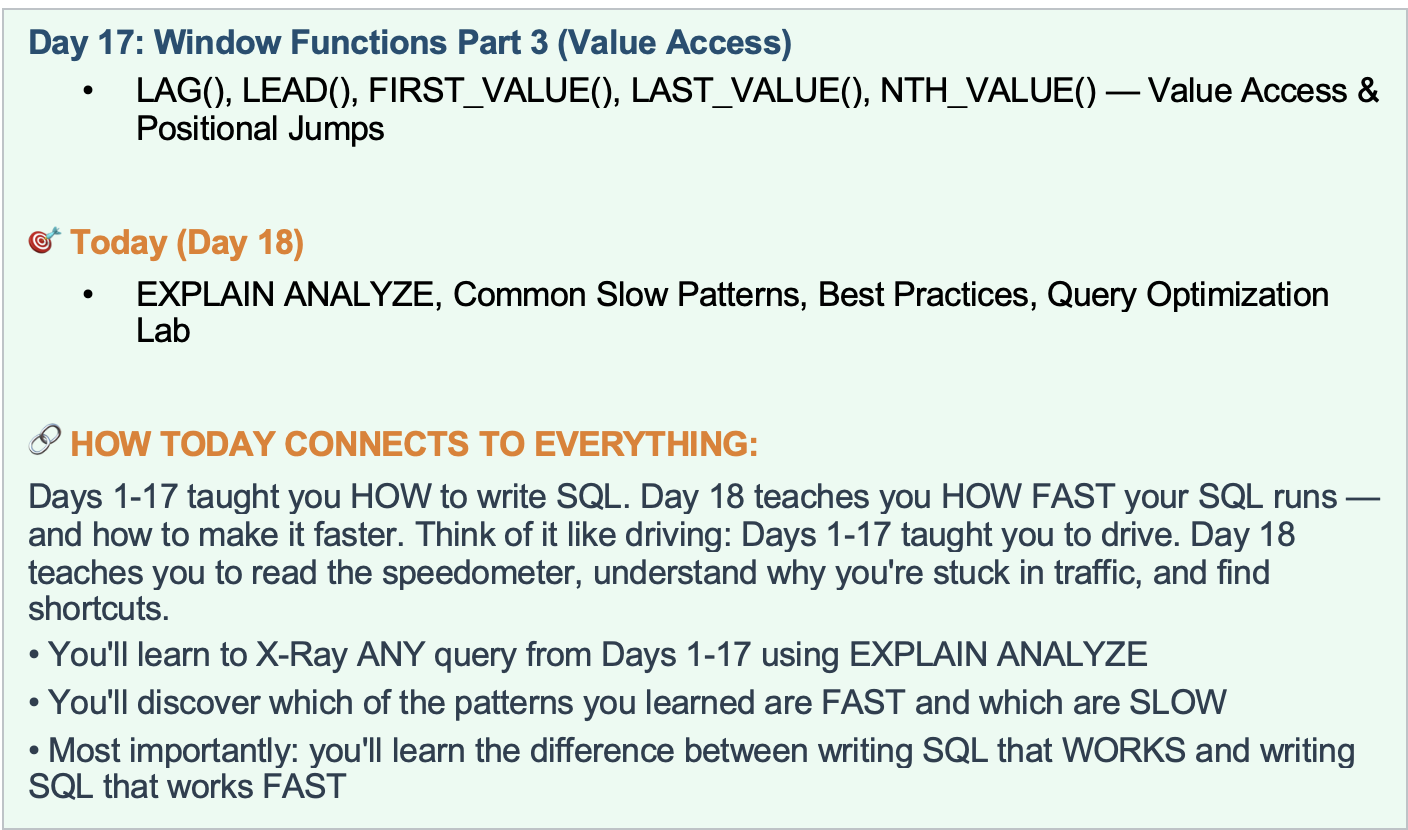 Day 17: Window Functions Part 3 (Value Access)
• LAG(), LEAD(), FIRST_VALUE(), LAST_VALUE(), NTH_VALUE() — Value Access &
Positional Jumps
🎯 Today (Day 18)
• EXPLAIN ANALYZE, Common Slow Patterns, Best Practices, Query Optimization
Lab
🔗 HOW TODAY CONNECTS TO EVERYTHING:
Days 1-17 taught you HOW to write SQL. Day 18 teaches you HOW FAST your SQL runs —
and how to make it faster. Think of it like driving: Days 1-17 taught you to drive. Day 18
teaches you to read the speedometer, understand why you're stuck in traffic, and find
shortcuts.
• You'll learn to X-Ray ANY query from Days 1-17 using EXPLAIN ANALYZE
• You'll discover which of the patterns you learned are FAST and which are SLOW
• Most importantly: you'll learn the difference between writing SQL that WORKS and writing
SQL that works FAST